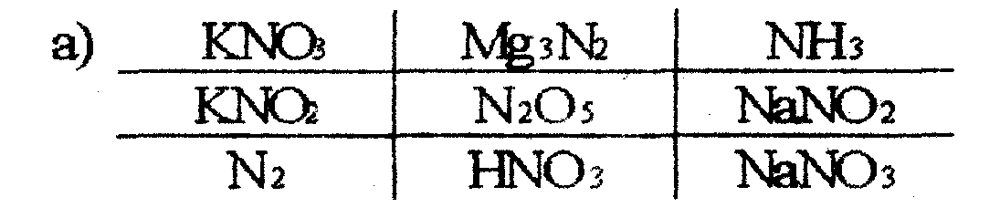 a) KNO3 Mg3N2 NH3
KNO2 N2O5 NaNO2
N2 HNO3 NaNO3